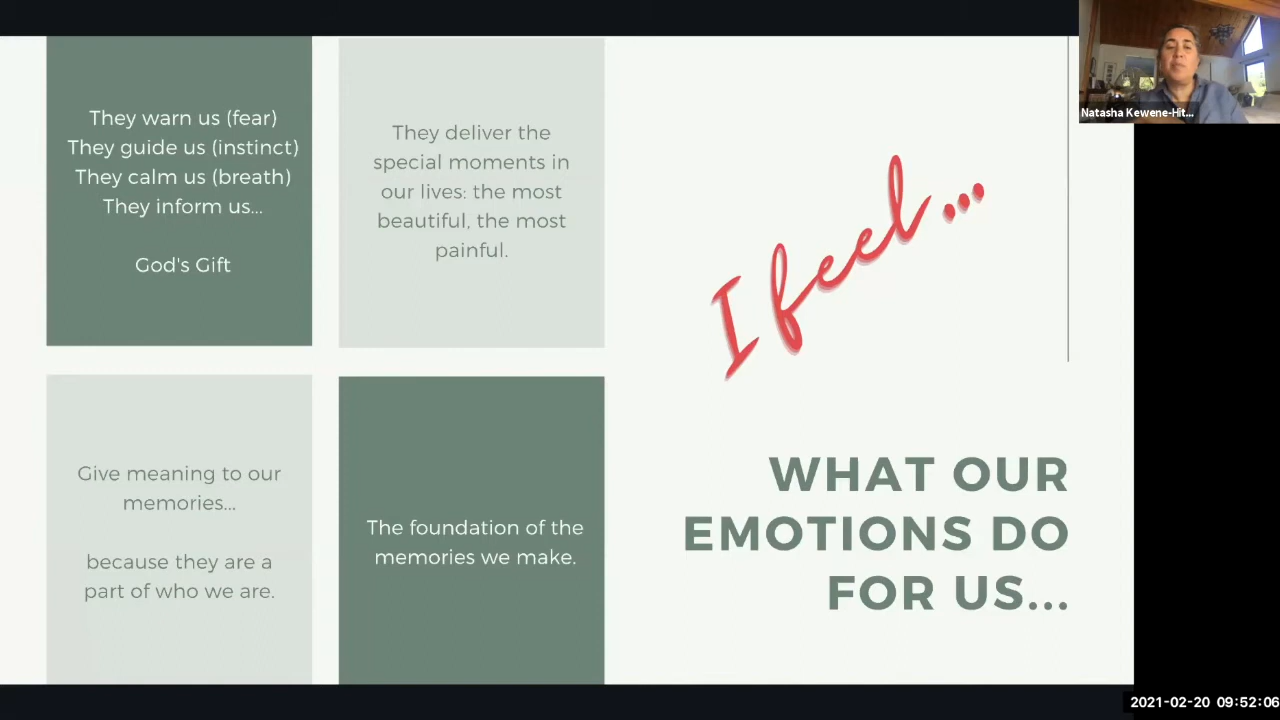 They warn us (fear)
They guide us (instinct)
They calm us (breath)
They inform us...
God's Gift
They deliver the
special moments in
our lives: the most
beautiful, the most
painful.
Give meaning to our
memories...
because they are a
part of who we are.
The foundation of the
memories we make.
I feel...
WHAT OUR
EMOTIONS DO
FOR US...
Natasha Kewene-Hit...
2021-02-20 09:52:06